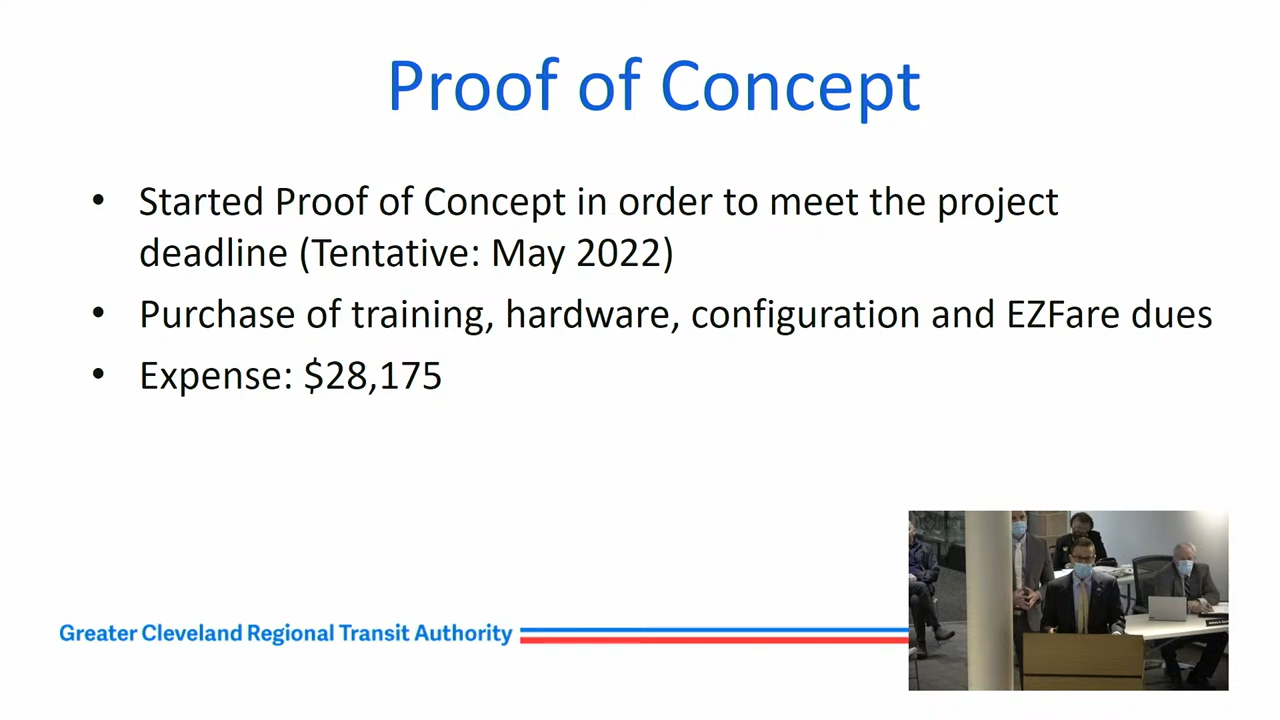 Proof of Concept
• Started Proof of Concept in order to meet the project
deadline (Tentative: May 2022)
• Purchase of training, hardware, configuration and EZFare dues
• Expense: $28,175
Greater Cleveland Regional Transit Authority